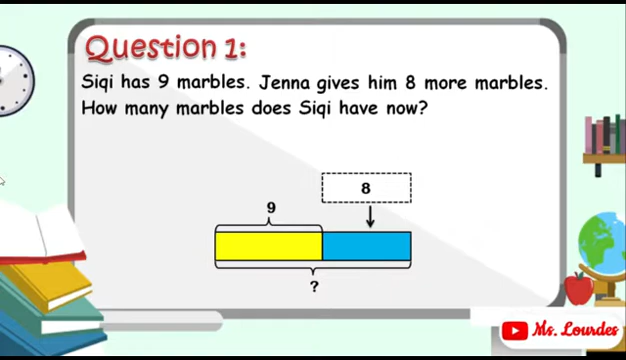 Question 1:
Siqi has 9 marbles. Jenna gives him 8 more marbles.
How many marbles does Siqi have now?
8
9
?
Ms. Lourdes